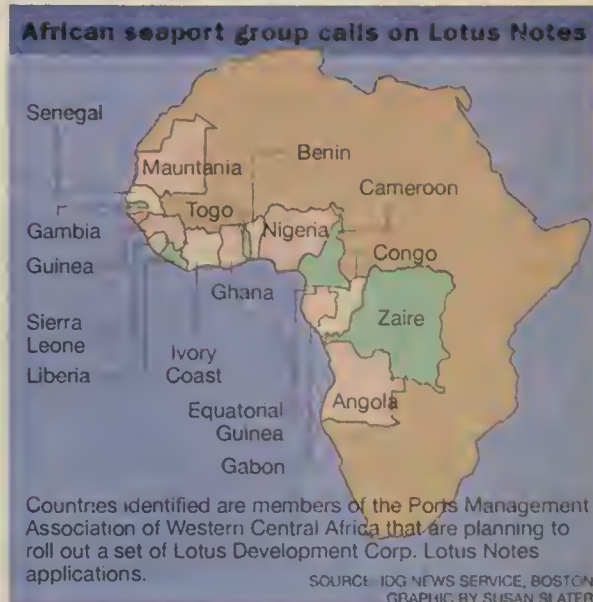 African seaport group calls on Lotus Notes
Senegal
Mauntania
Benin
Cameroon
Togo
Nigeria
Gambia
Congo
Guinea
Ghana
Zaire
Sierra
Leone
Ivory
Coast
Liberia
Angola
Equatorial
Guinea
Gabon
Countries identified are members of the Ports Management
Association of Western Central Africa that are planning to
roll out a set of Lotus Development Corp. Lotus Notes
applications.
SOURCE: IDG NEWS SERVICE, BOSTON
GRAPHIC BY SUSAN SLATER